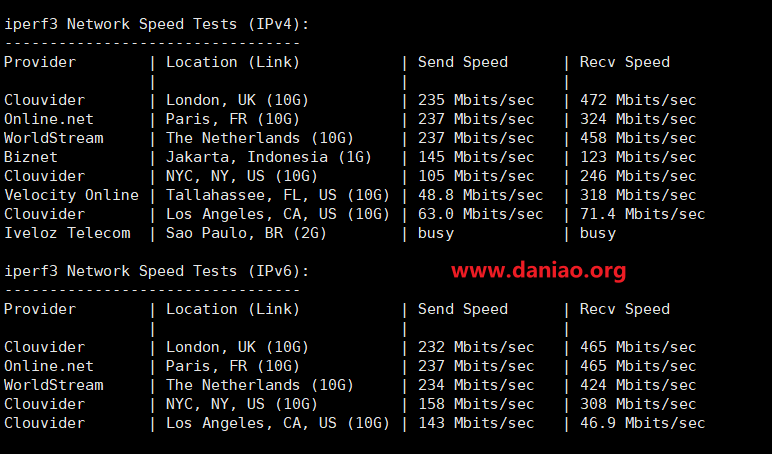 iperf3 Network Speed Tests (IPv4):
---------------------------------
Provider        | Location (Link)           | Send Speed      | Recv Speed
                |                           |                 |
Clouvider       | London, UK (10G)          | 235 Mbits/sec   | 472 Mbits/sec
Online.net      | Paris, FR (10G)           | 237 Mbits/sec   | 324 Mbits/sec
WorldStream     | The Netherlands (10G)     | 237 Mbits/sec   | 458 Mbits/sec
Biznet          | Jakarta, Indonesia (1G)   | 145 Mbits/sec   | 123 Mbits/sec
Clouvider       | NYC, NY, US (10G)         | 105 Mbits/sec   | 246 Mbits/sec
Velocity Online | Tallahassee, FL, US (10G) | 48.8 Mbits/sec  | 318 Mbits/sec
Clouvider       | Los Angeles, CA, US (10G) | 63.0 Mbits/sec  | 71.4 Mbits/sec
Iveloz Telecom  | Sao Paulo, BR (2G)        | busy            | busy
iperf3 Network Speed Tests (IPv6):
www.daniao.org
---------------------------------
Provider        | Location (Link)           | Send Speed      | Recv Speed
                |                           |                 |
Clouvider       | London, UK (10G)          | 232 Mbits/sec   | 465 Mbits/sec
Online.net      | Paris, FR (10G)           | 237 Mbits/sec   | 465 Mbits/sec
WorldStream     | The Netherlands (10G)     | 234 Mbits/sec   | 424 Mbits/sec
Clouvider       | NYC, NY, US (10G)         | 158 Mbits/sec   | 308 Mbits/sec
Clouvider       | Los Angeles, CA, US (10G) | 143 Mbits/sec   | 46.9 Mbits/sec